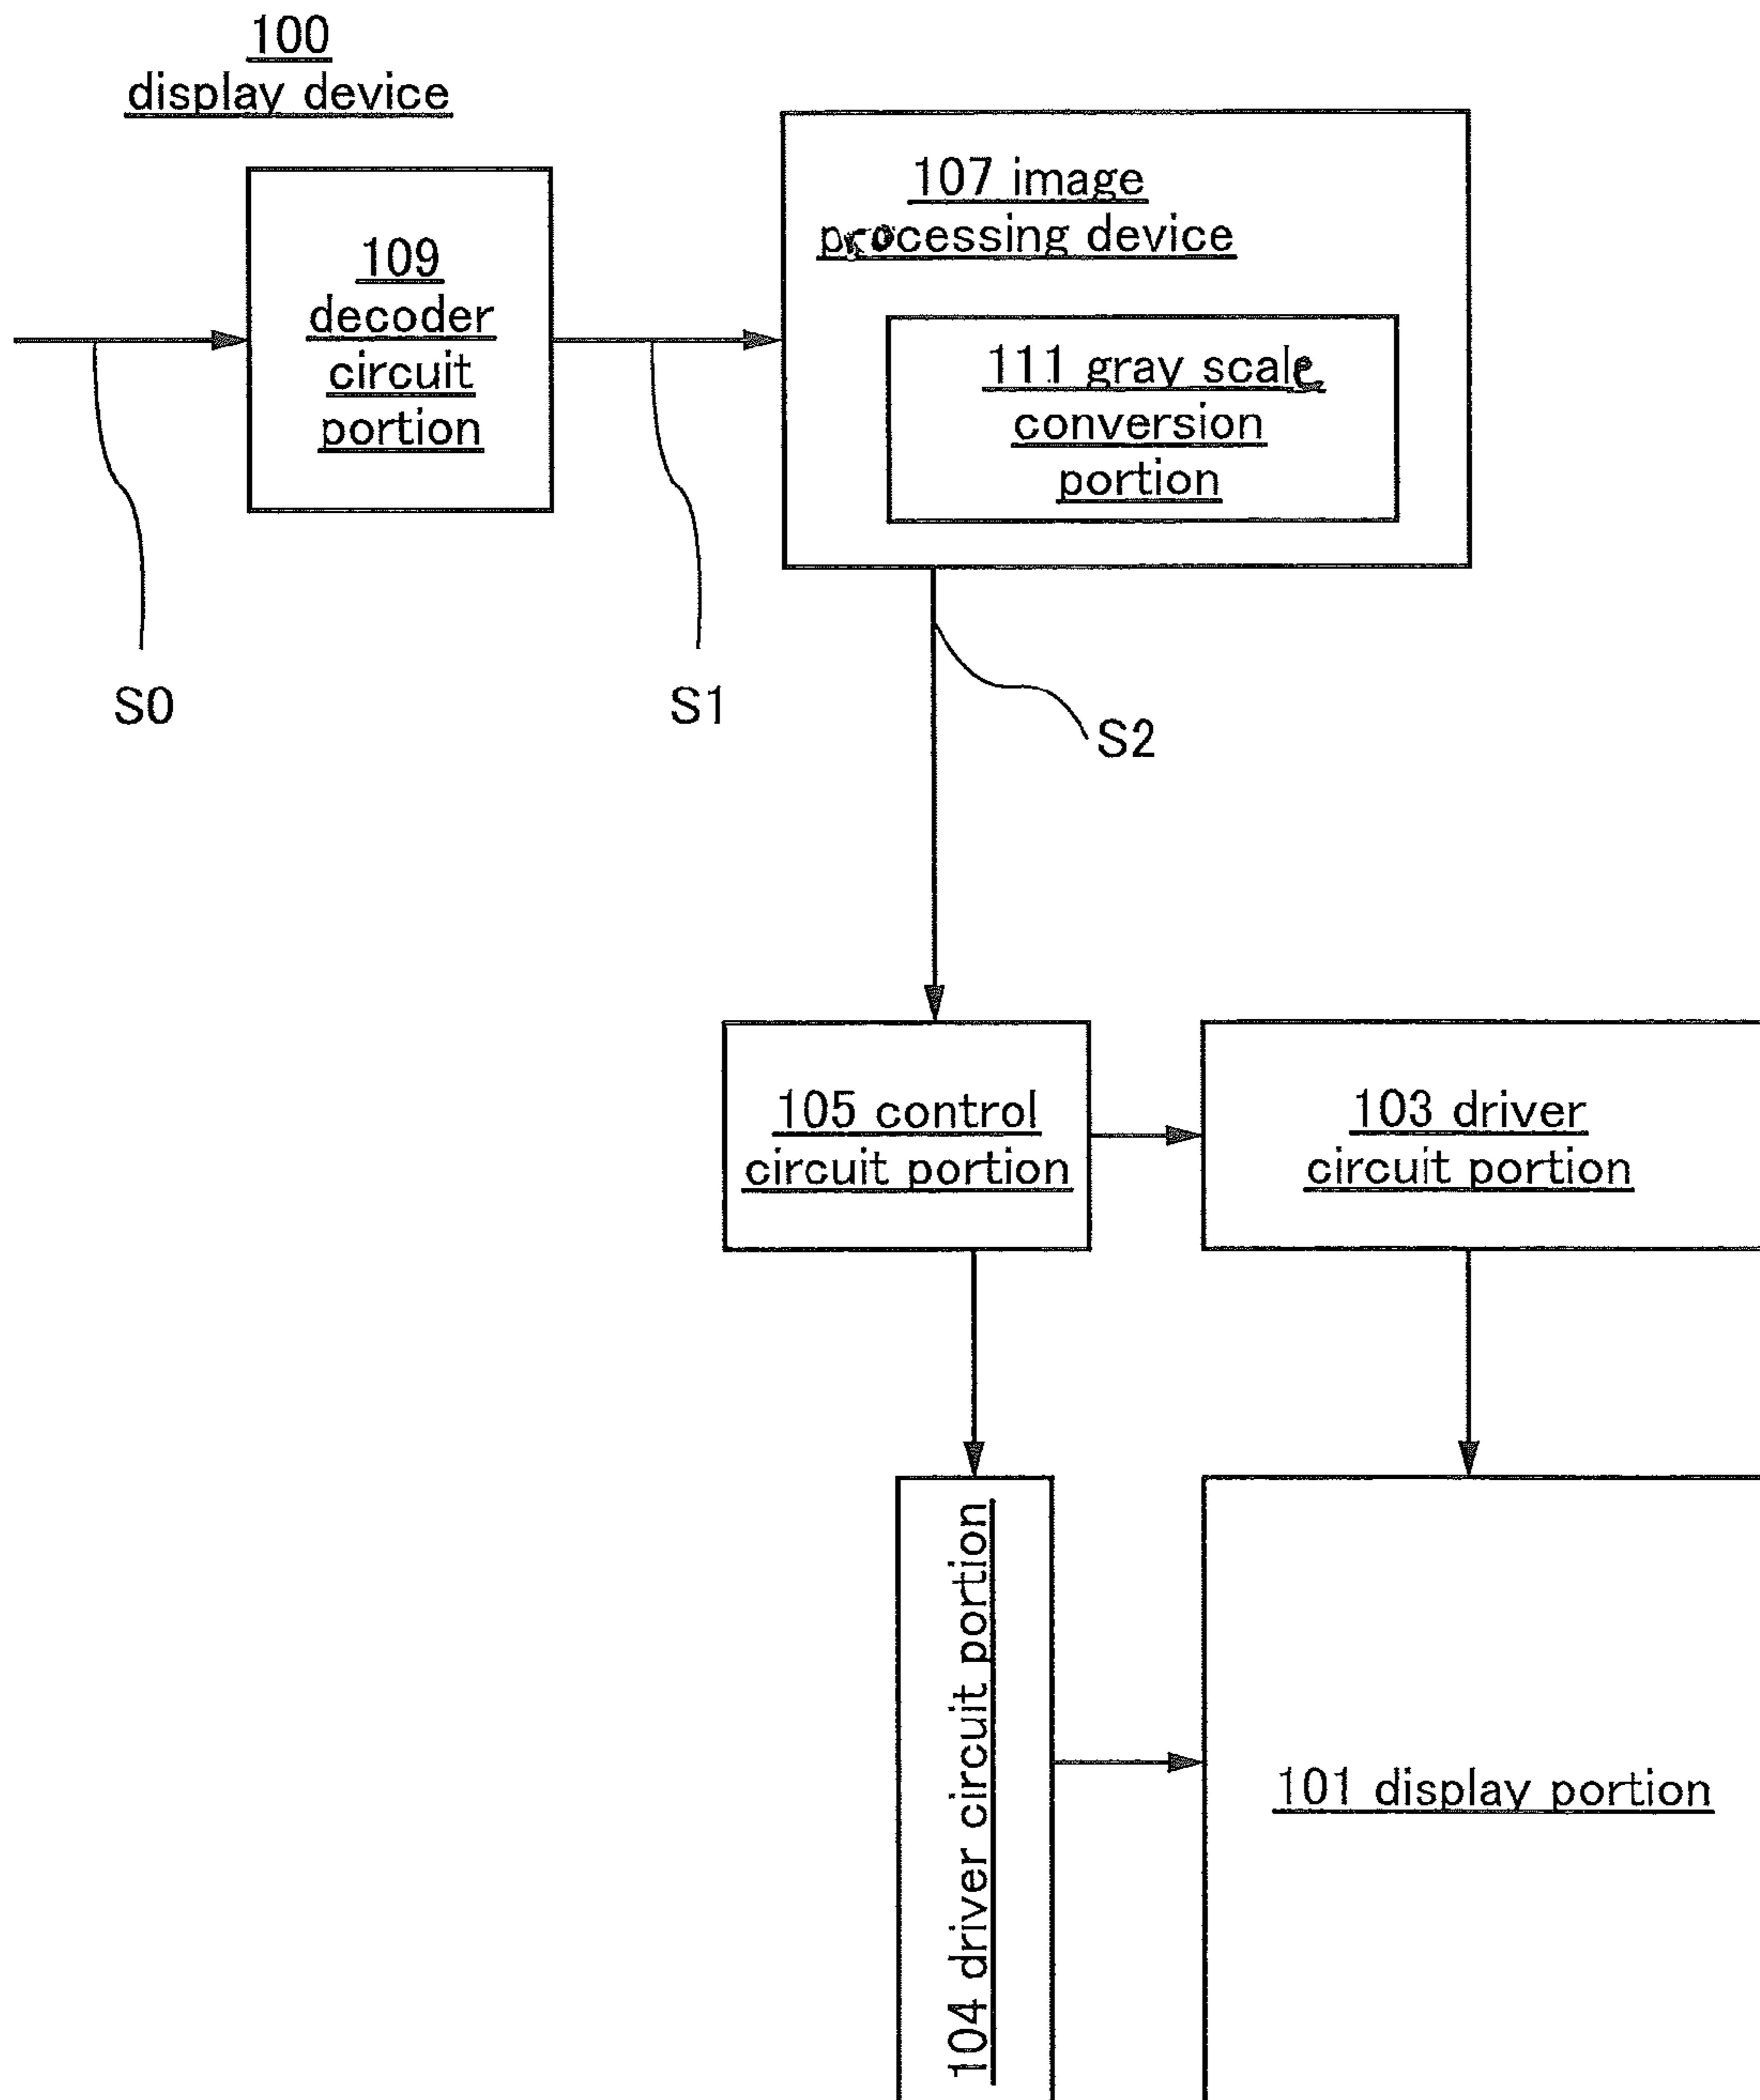 100
display device
109
decoder
circuit
portion
107 image
processing device
111 gray scale
conversion
portion
S0
S1
S2
105 control
circuit portion
103 driver
circuit portion
104 driver circuit portion
101 display portion